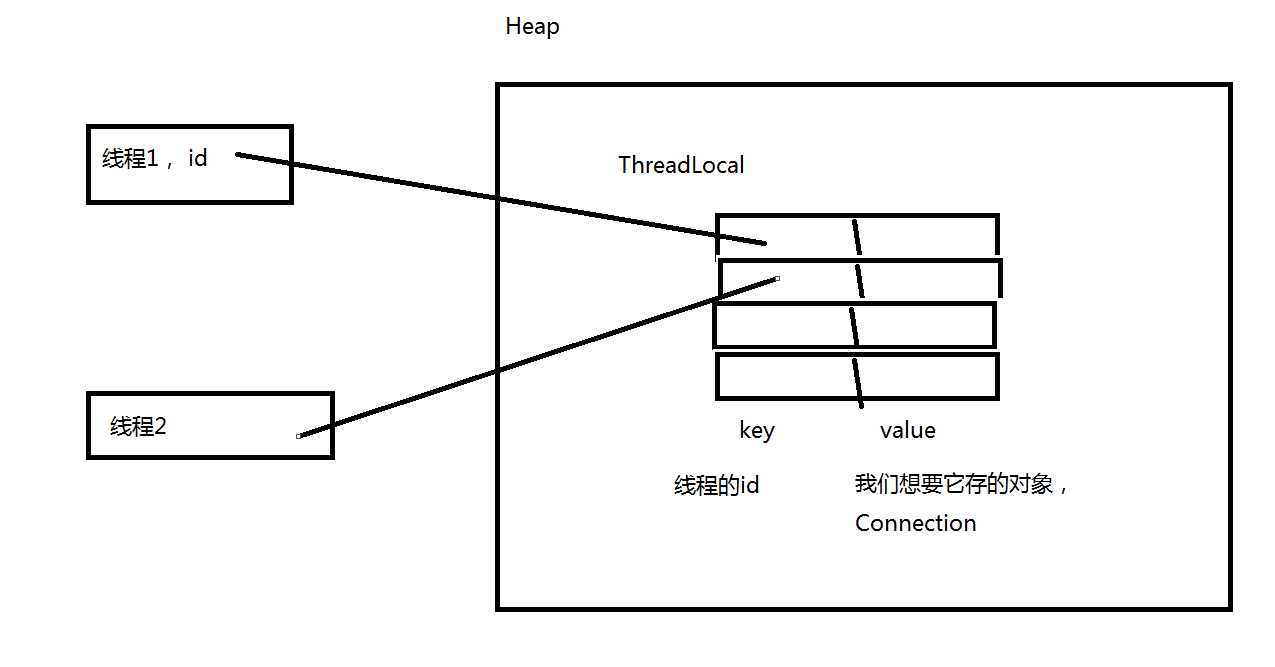 Heap
线程1， id
ThreadLocal
线程2
key
value
线程的id
我们想要它存的对象，
Connection